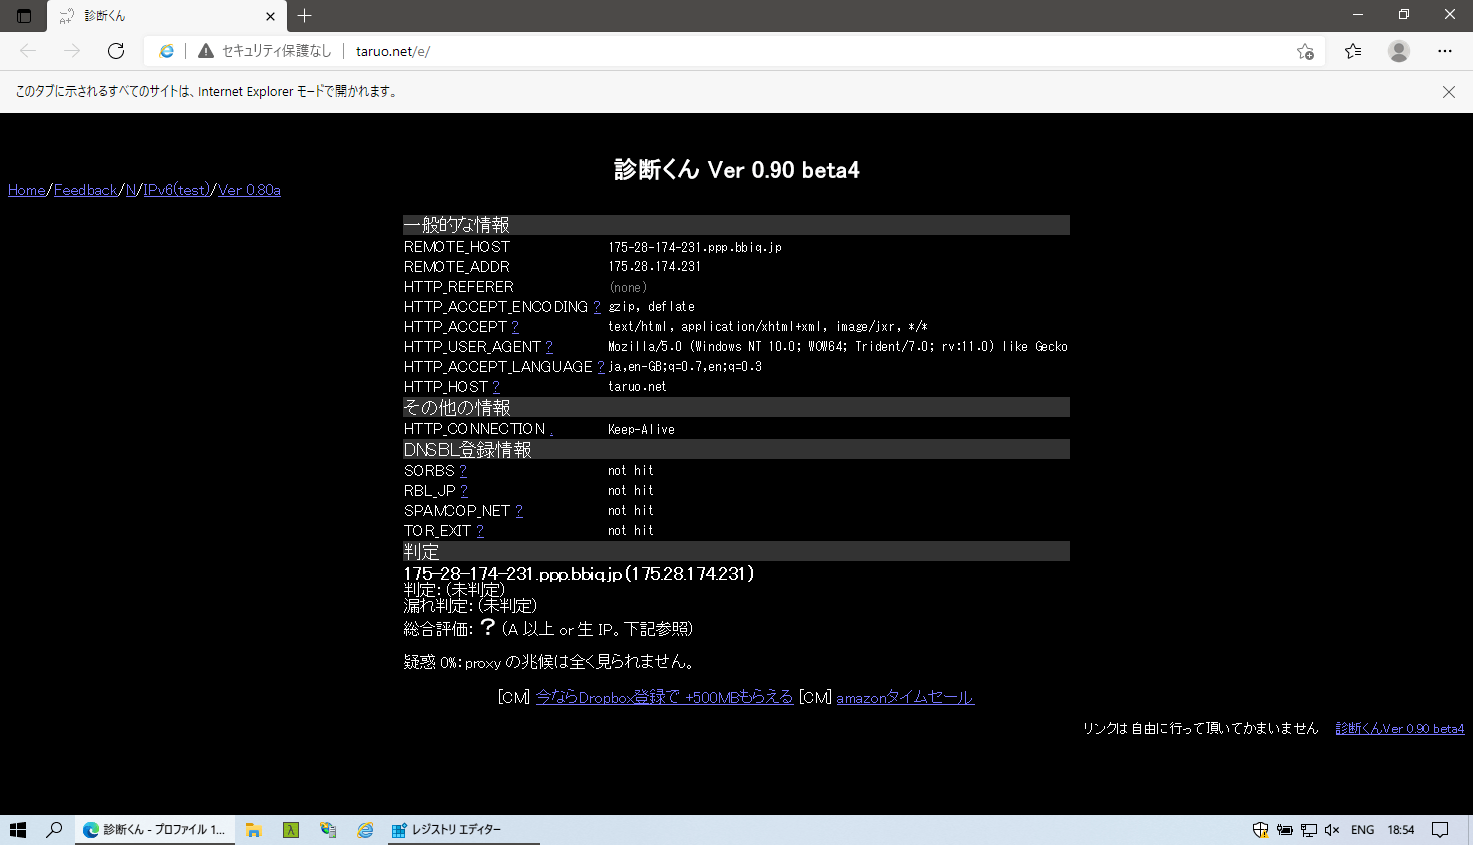 診断くん
セキュリティ保護なし taruo.net/e/
このタブに示されるすべてのサイトは、Internet Explorer モードで開かれます。
診断くん Ver 0.90 beta4
Home/Feedback/N/IPv6(test)/Ver 0.80a
一般的な情報
REMOTE_HOST 175-28-174-231.ppp.bbiq.jp
REMOTE_ADDR 175.28.174.231
HTTP_REFERER (none)
HTTP_ACCEPT_ENCODING ? gzip, deflate
HTTP_ACCEPT ? text/html, application/xhtml+xml, image/jxr, */*
HTTP_USER_AGENT ? Mozilla/5.0 (Windows NT 10.0; WOW64; Trident/7.0; rv:11.0) like Gecko
HTTP_ACCEPT_LANGUAGE ? ja,en-GB;q=0.7,en;q=0.3
HTTP_HOST ? taruo.net
その他の情報
HTTP_CONNECTION . Keep-Alive
DNSBL登録情報
SORBS ? not hit
RBL_JP ? not hit
SPAMCOP_NET ? not hit
TOR_EXIT ? not hit
判定
175-28-174-231.ppp.bbiq.jp(175.28.174.231)
判定: (未判定)
漏れ判定: (未判定)
総合評価: ? (A 以上 or 生 IP。下記参照)
疑惑 0%: proxy の兆候は全く見られません。
[CM] 今ならDropbox登録で +500MBもらえる [CM] amazonタイムセール
リンクは自由に行って頂いてかまいません 診断くんVer 0.90 beta4
診断くん - プロファイル 1... レジストリ エディター ENG 18:54